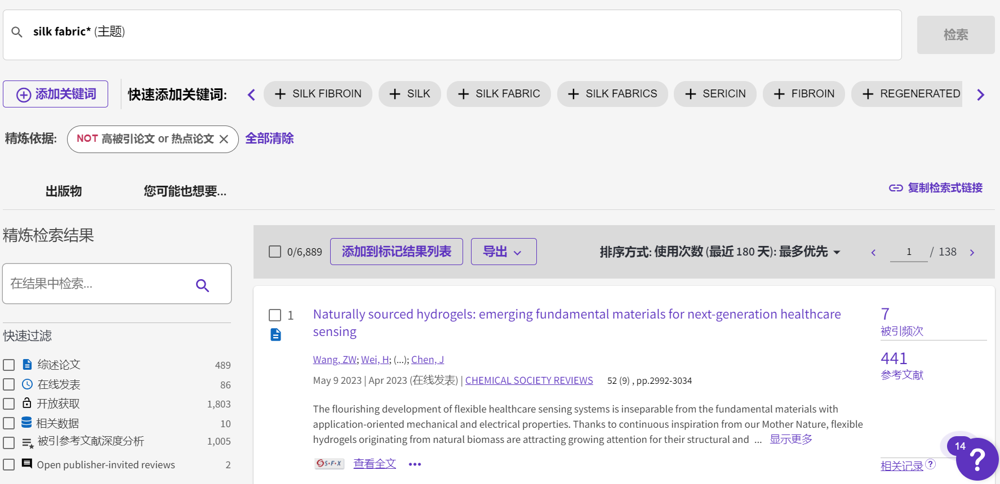 silk fabric* (主题)
检索
添加关键词
快速添加关键词:
SILK FIBROIN
SILK
SILK FABRIC
SILK FABRICS
SERICIN
FIBROIN
REGENERATED
精炼依据:
NOT 高被引论文 or 热点论文
全部清除
出版物
您可能也想要...
复制检索式链接
精炼检索结果
0/6,889
添加到标记结果列表
导出
排序方式: 使用次数 (最近 180 天): 最多优先
1 / 138
在结果中检索...
快速过滤
综述论文 489
在线发表 86
开放获取 1,803
相关数据 10
被引参考文献深度分析 1,005
Open publisher-invited reviews 2
1
Naturally sourced hydrogels: emerging fundamental materials for next-generation healthcare
sensing
Wang, ZW; Wei, H; (...); Chen, J
May 9 2023 | Apr 2023 (在线发表) | CHEMICAL SOCIETY REVIEWS 52 (9) , pp.2992-3034
The flourishing development of flexible healthcare sensing systems is inseparable from the fundamental materials with
application-oriented mechanical and electrical properties. Thanks to continuous inspiration from our Mother Nature, flexible
hydrogels originating from natural biomass are attracting growing attention for their structural and ... 显示更多
S·F·X 查看全文
7
被引频次
441
参考文献
相关记录 ?
14
?